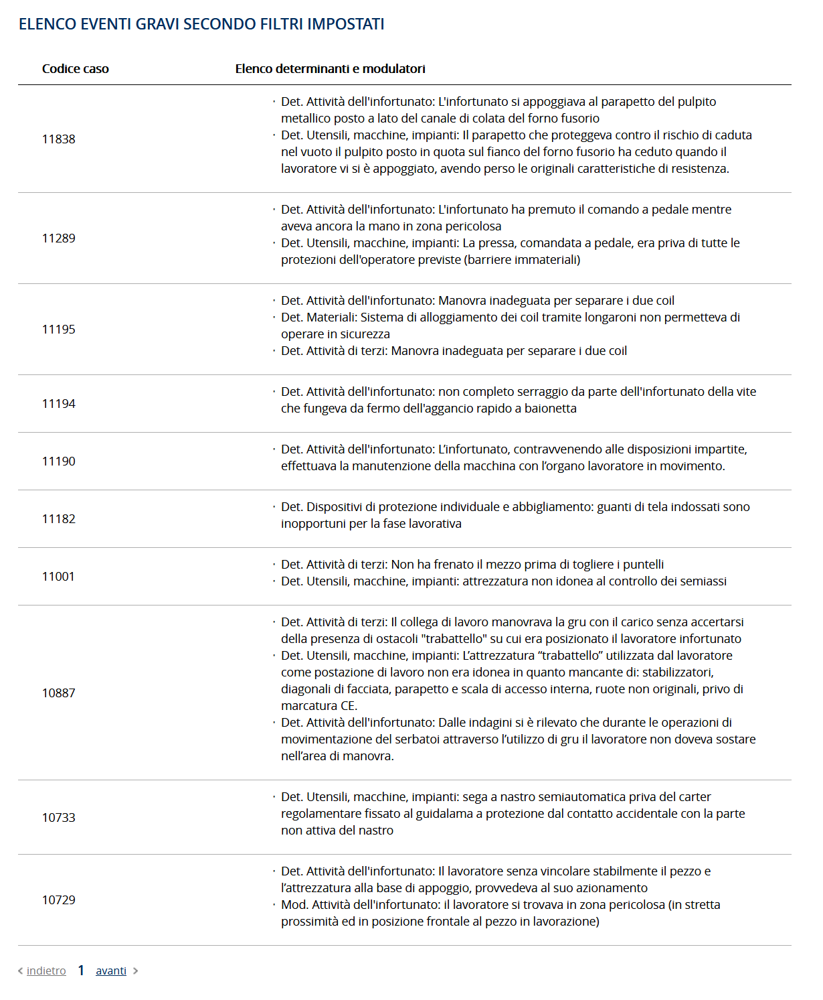 ELENCO EVENTI GRAVI SECONDO FILTRI IMPOSTATI
Codice caso Elenco determinanti e modulatori
11838
· Det. Attività dell'infortunato: L'infortunato si appoggiava al parapetto del pulpito
metallico posto a lato del canale di colata del forno fusorio
· Det. Utensili, macchine, impianti: Il parapetto che proteggeva contro il rischio di caduta
nel vuoto il pulpito posto in quota sul fianco del forno fusorio ha ceduto quando il
lavoratore vi si è appoggiato, avendo perso le originali caratteristiche di resistenza.
11289
· Det. Attività dell'infortunato: L'infortunato ha premuto il comando a pedale mentre
aveva ancora la mano in zona pericolosa
· Det. Utensili, macchine, impianti: La pressa, comandata a pedale, era priva di tutte le
protezioni dell'operatore previste (barriere immateriali)
11195
· Det. Attività dell'infortunato: Manovra inadeguata per separare i due coil
· Det. Materiali: Sistema di alloggiamento dei coil tramite longaroni non permetteva di
operare in sicurezza
· Det. Attività di terzi: Manovra inadeguata per separare i due coil
11194
· Det. Attività dell'infortunato: non completo serraggio da parte dell'infortunato della vite
che fungeva da fermo dell'aggancio rapido a baionetta
11190
· Det. Attività dell'infortunato: L’infortunato, contravvenendo alle disposizioni impartite,
effettuava la manutenzione della macchina con l’organo lavoratore in movimento.
11182
· Det. Dispositivi di protezione individuale e abbigliamento: guanti di tela indossati sono
inopportuni per la fase lavorativa
11001
· Det. Attività di terzi: Non ha frenato il mezzo prima di togliere i puntelli
· Det. Utensili, macchine, impianti: attrezzatura non idonea al controllo dei semiassi
10887
· Det. Attività di terzi: Il collega di lavoro manovrava la gru con il carico senza accertarsi
della presenza di ostacoli "trabattello" su cui era posizionato il lavoratore infortunato
· Det. Utensili, macchine, impianti: L’attrezzatura “trabattello” utilizzata dal lavoratore
come postazione di lavoro non era idonea in quanto mancante di: stabilizzatori,
diagonali di facciata, parapetto e scala di accesso interna, ruote non originali, privo di
marcatura CE.
· Det. Attività dell'infortunato: Dalle indagini si è rilevato che durante le operazioni di
movimentazione del serbatoi attraverso l’utilizzo di gru il lavoratore non doveva sostare
nell’area di manovra.
10733
· Det. Utensili, macchine, impianti: sega a nastro semiautomatica priva del carter
regolamentare fissato al guidalama a protezione dal contatto accidentale con la parte
non attiva del nastro
10729
· Det. Attività dell'infortunato: Il lavoratore senza vincolare stabilmente il pezzo e
l’attrezzatura alla base di appoggio, provvedeva al suo azionamento
· Mod. Attività dell'infortunato: il lavoratore si trovava in zona pericolosa (in stretta
prossimità ed in posizione frontale al pezzo in lavorazione)
indietro 1 avanti